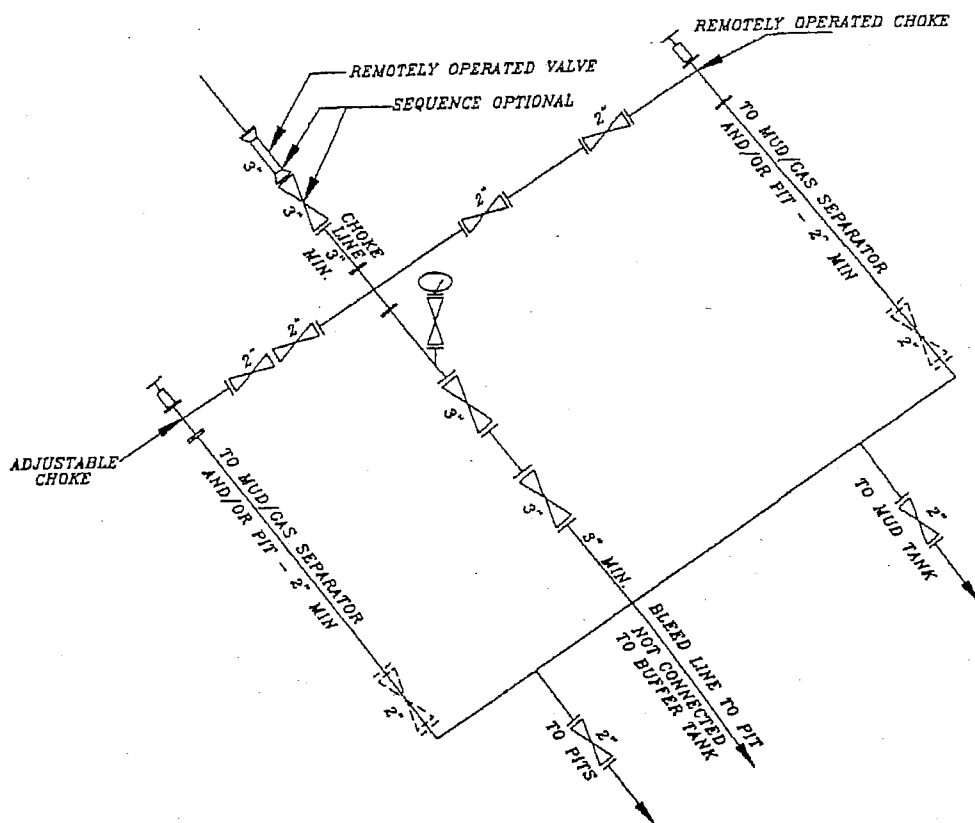 REMOTELY OPERATED CHOKE
REMOTELY OPERATED VALVE
SEQUENCE OPTIONAL
3"
3"
CHOKE
LINE
3"
MIN.
2"
2"
TO MUD/GAS SEPARATOR
AND/OR PIT - 2" MIN
2"
2"
2"
ADJUSTABLE
CHOKE
TO MUD/GAS SEPARATOR
AND/OR PIT - 2" MIN
2"
3"
3"
3" MIN.
BLEED LINE TO PIT
NOT CONNECTED
TO BUFFER TANK
2"
TO MUD TANK
2"
TO PITS